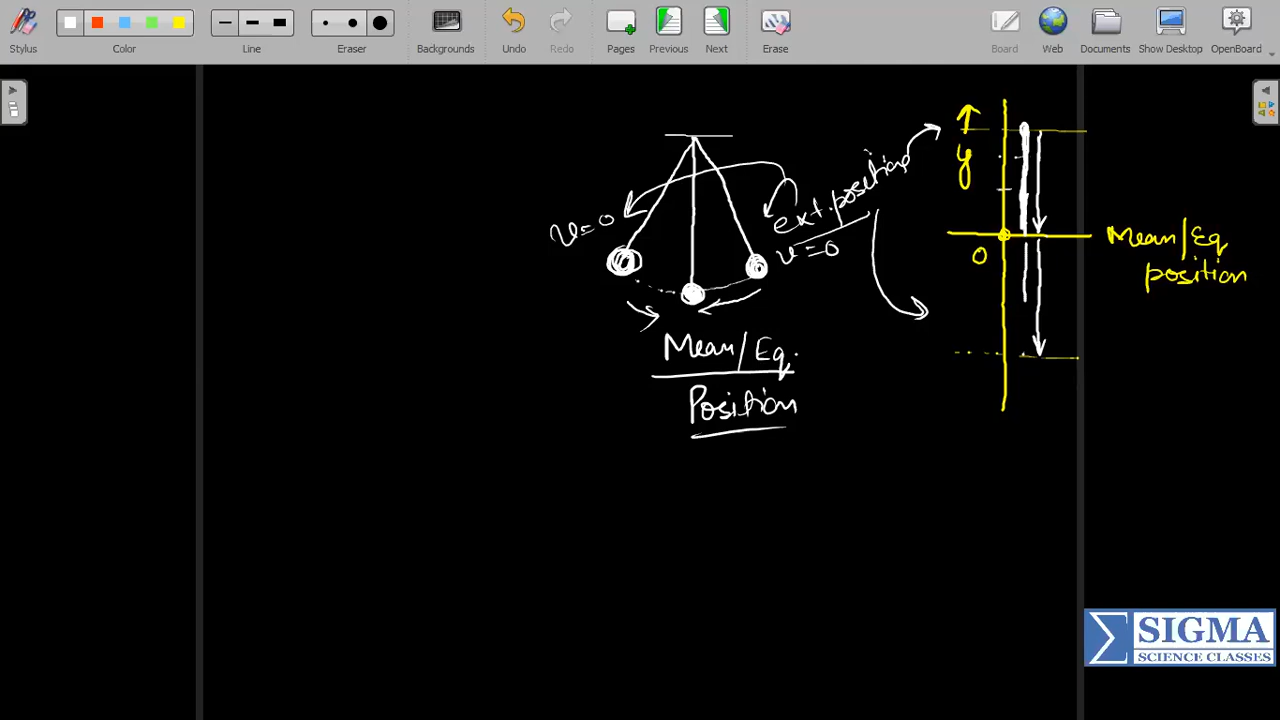 Stylus
Color
Line
Eraser
Backgrounds
Undo
Redo
Pages
Previous
Next
Erase
Board
Web
Documents
Show Desktop
OpenBoard
y
ext. position
v=0
v=0
Mean/Eq
position
0
Mean/Eq.
Position
SIGMA
SCIENCE CLASSES